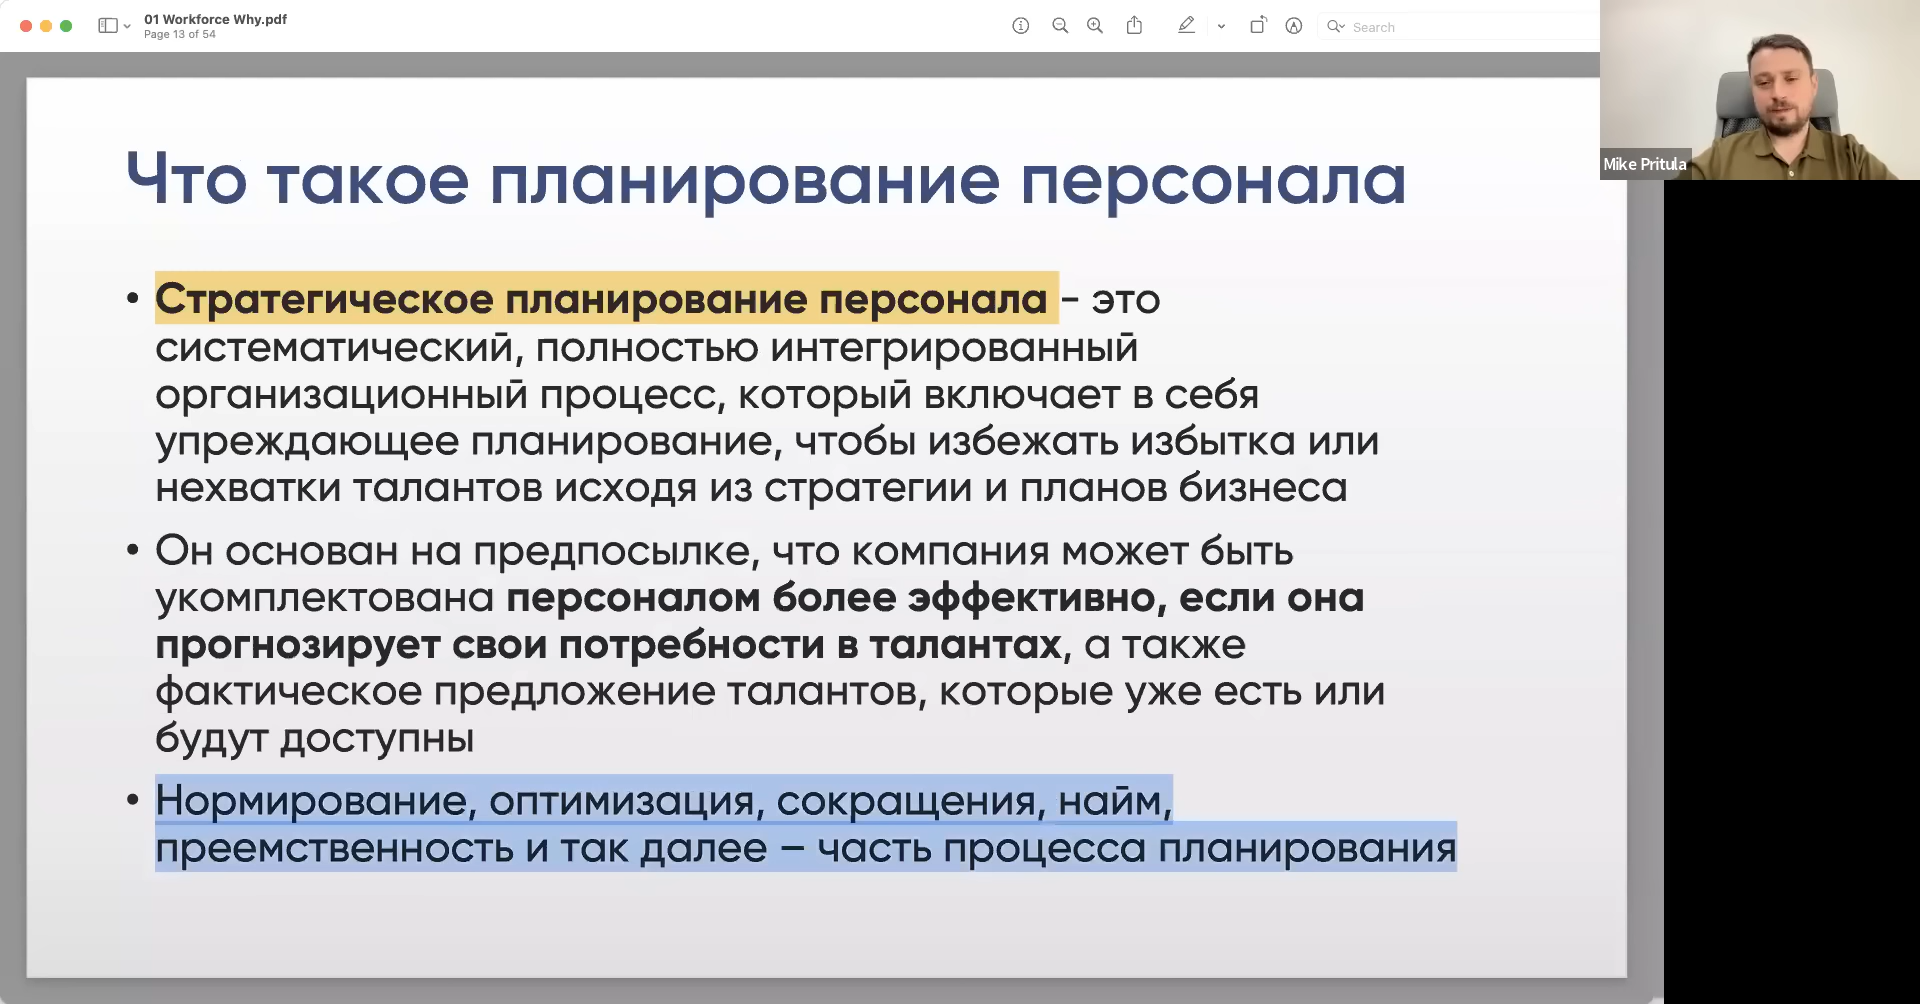 01 Workforce Why.pdf
Page 13 of 54
Search
Mike Pritula
Что такое планирование персонала
• Стратегическое планирование персонала - это
систематический, полностью интегрированный
организационный процесс, который включает в себя
упреждающее планирование, чтобы избежать избытка или
нехватки талантов исходя из стратегии и планов бизнеса
• Он основан на предпосылке, что компания может быть
укомплектована персоналом более эффективно, если она
прогнозирует свои потребности в талантах, а также
фактическое предложение талантов, которые уже есть или
будут доступны
• Нормирование, оптимизация, сокращения, найм,
преемственность и так далее – часть процесса планирования